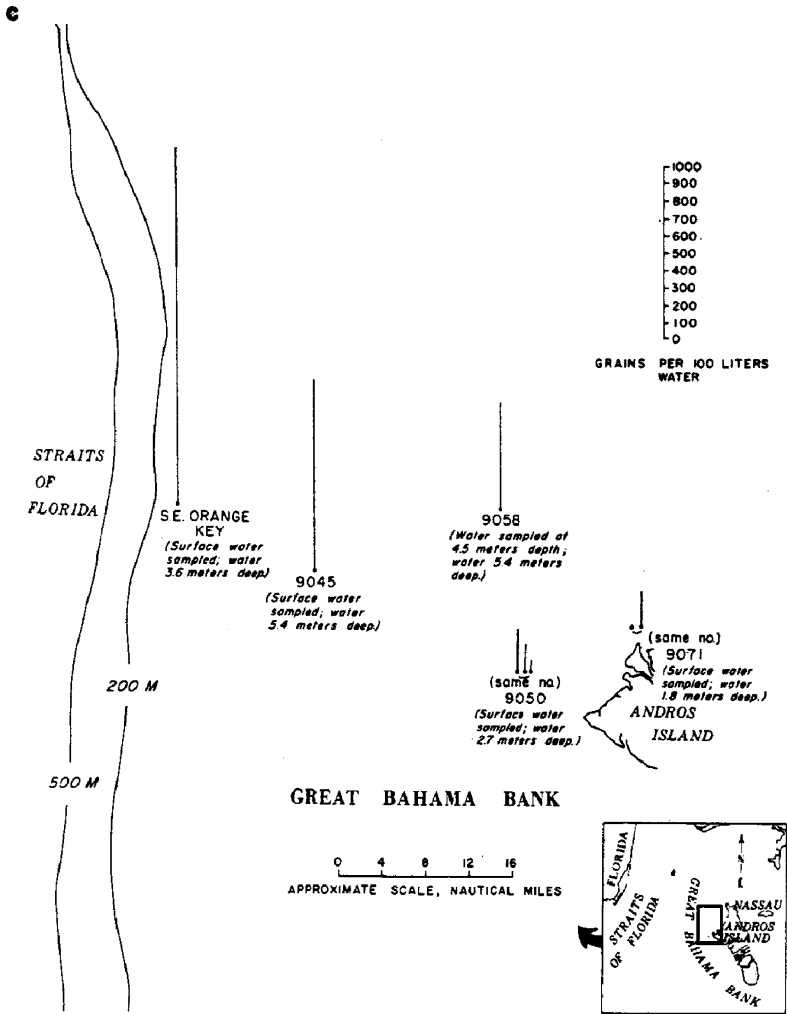 c
1000
900
800
700
600
500
400
300
200
100
0
GRAINS PER 100 LITERS
WATER
STRAITS
OF
FLORIDA
S.E. ORANGE
KEY
(Surface water
sampled; water
3.6 meters deep)
9045
(Surface water
sampled; water
5.4 meters deep.)
9058
(Water sampled at
4.5 meters depth;
water 5.4 meters
deep.)
(same no.)
9071
(Surface water
sampled; water
1.8 meters deep.)
(same no.)
9050
(Surface water
sampled; water
2.7 meters deep.)
ANDROS
ISLAND
200 M
500 M
GREAT BAHAMA BANK
0 4 8 12 16
APPROXIMATE SCALE, NAUTICAL MILES
FLORIDA
STRAITS
OF FLORIDA
GREAT BAHAMA BANK
N
NASSAU
ANDROS
ISLAND